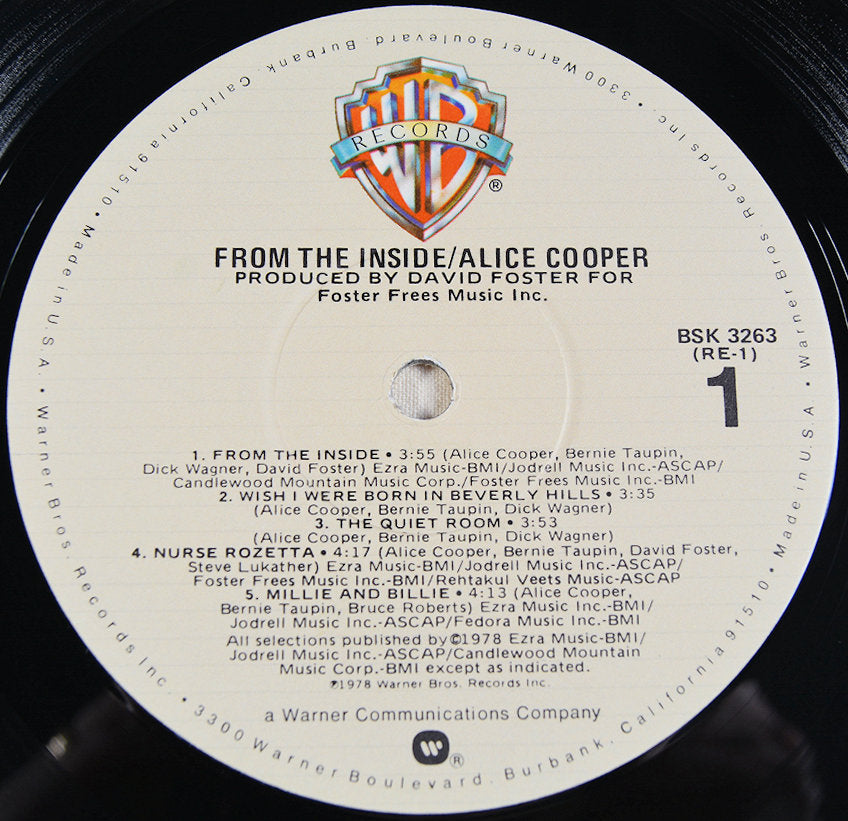 WB
RECORDS
®
FROM THE INSIDE/ALICE COOPER
PRODUCED BY DAVID FOSTER FOR
Foster Frees Music Inc.
BSK 3263
(RE-1)
1
1. FROM THE INSIDE • 3:55 (Alice Cooper, Bernie Taupin,
Dick Wagner, David Foster) Ezra Music-BMI/Jodrell Music Inc.-ASCAP/
Candlewood Mountain Music Corp./Foster Frees Music Inc.-BMI
2. WISH I WERE BORN IN BEVERLY HILLS • 3:35
(Alice Cooper, Bernie Taupin, Dick Wagner)
3. THE QUIET ROOM • 3:53
(Alice Cooper, Bernie Taupin, Dick Wagner)
4. NURSE ROZETTA • 4:17 (Alice Cooper, Bernie Taupin, David Foster,
Steve Lukather) Ezra Music-BMI/Jodrell Music Inc.-ASCAP/
Foster Frees Music Inc.-BMI/Rehtakul Veets Music-ASCAP
5. MILLIE AND BILLIE • 4:13 (Alice Cooper,
Bernie Taupin, Bruce Roberts) Ezra Music Inc.-BMI/
Jodrell Music Inc.-ASCAP/Fedora Music Inc.-BMI
All selections published by ©1978 Ezra Music-BMI/
Jodrell Music Inc.-ASCAP/Candlewood Mountain
Music Corp.-BMI except as indicated.
℗1978 Warner Bros. Records Inc.
a Warner Communications Company
®
Warner Bros. Records Inc. • 3300 Warner Boulevard. Burbank. California 91510 • Made in U.S.A. •
Warner Bros. Records Inc. • 3300 Warner Boulevard. Burbank. California 91510 • Made in U.S.A •